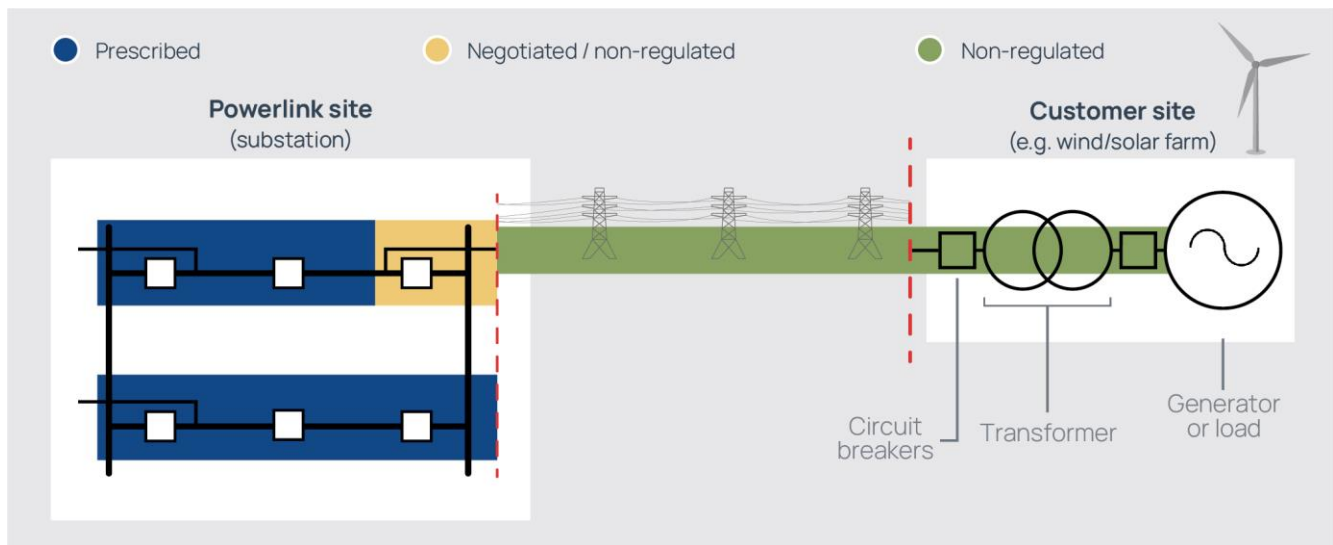 Prescribed
Negotiated / non-regulated
Non-regulated
Powerlink site
(substation)
Customer site
(e.g. wind/solar farm)
Circuit
breakers
Transformer
Generator
or load